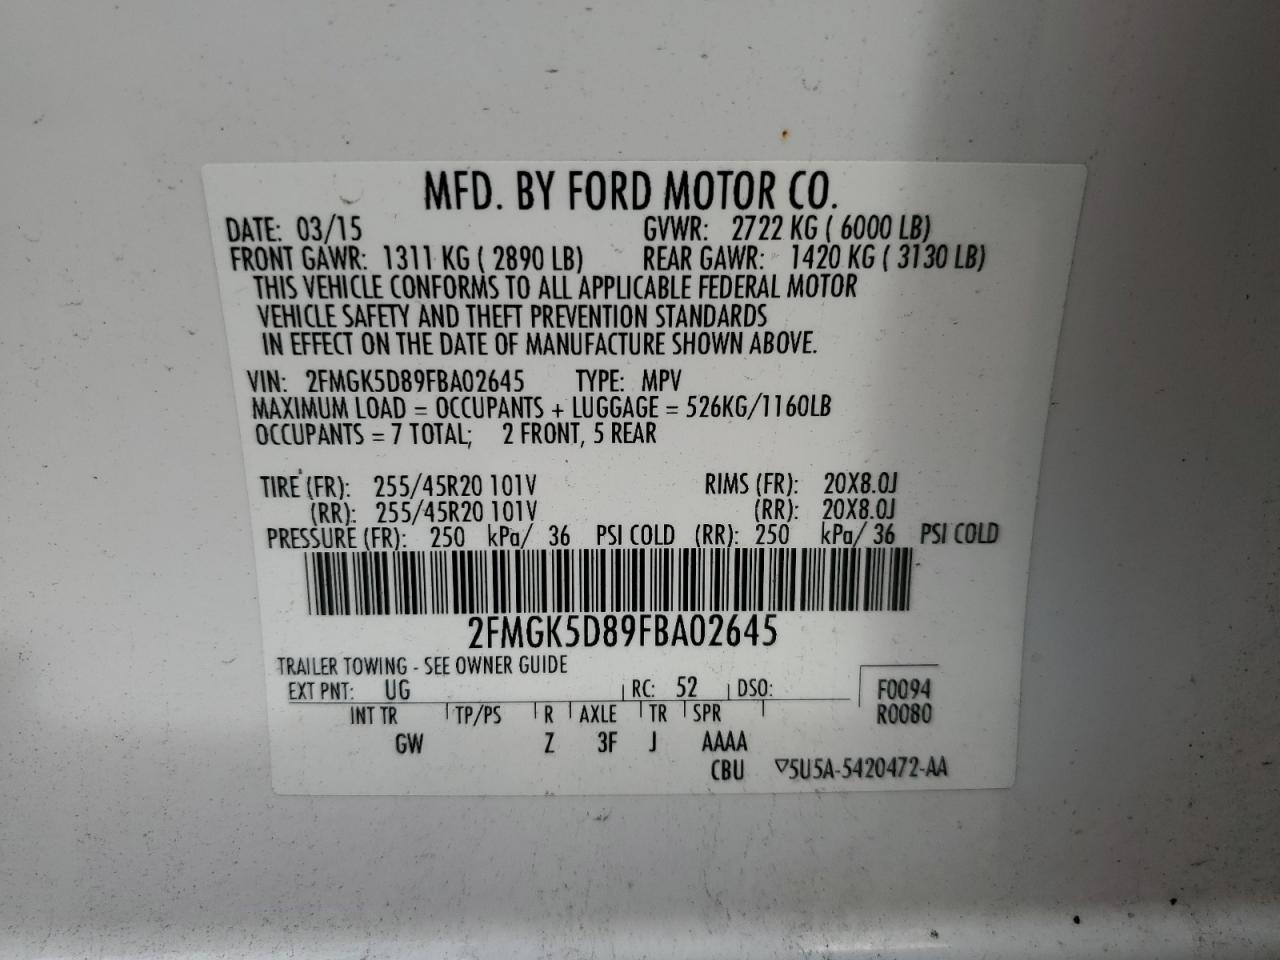 MFD. BY FORD MOTOR CO.
DATE: 03/15 GVWR: 2722 KG ( 6000 LB)
FRONT GAWR: 1311 KG ( 2890 LB) REAR GAWR: 1420 KG ( 3130 LB)
THIS VEHICLE CONFORMS TO ALL APPLICABLE FEDERAL MOTOR
VEHICLE SAFETY AND THEFT PREVENTION STANDARDS
IN EFFECT ON THE DATE OF MANUFACTURE SHOWN ABOVE.
VIN: 2FMGK5D89FBA02645 TYPE: MPV
MAXIMUM LOAD = OCCUPANTS + LUGGAGE = 526KG/1160LB
OCCUPANTS = 7 TOTAL; 2 FRONT, 5 REAR
TIRE (FR): 255/45R20 101V RIMS (FR): 20X8.0J
(RR): 255/45R20 101V (RR): 20X8.0J
PRESSURE (FR): 250 kPa/ 36 PSI COLD (RR): 250 kPa/ 36 PSI COLD
2FMGK5D89FBA02645
TRAILER TOWING - SEE OWNER GUIDE
EXT PNT: UG RC: 52 DSO: F0094
INT TR TP/PS R AXLE TR SPR R0080
GW Z 3F J AAAA
CBU ▽5U5A-5420472-AA